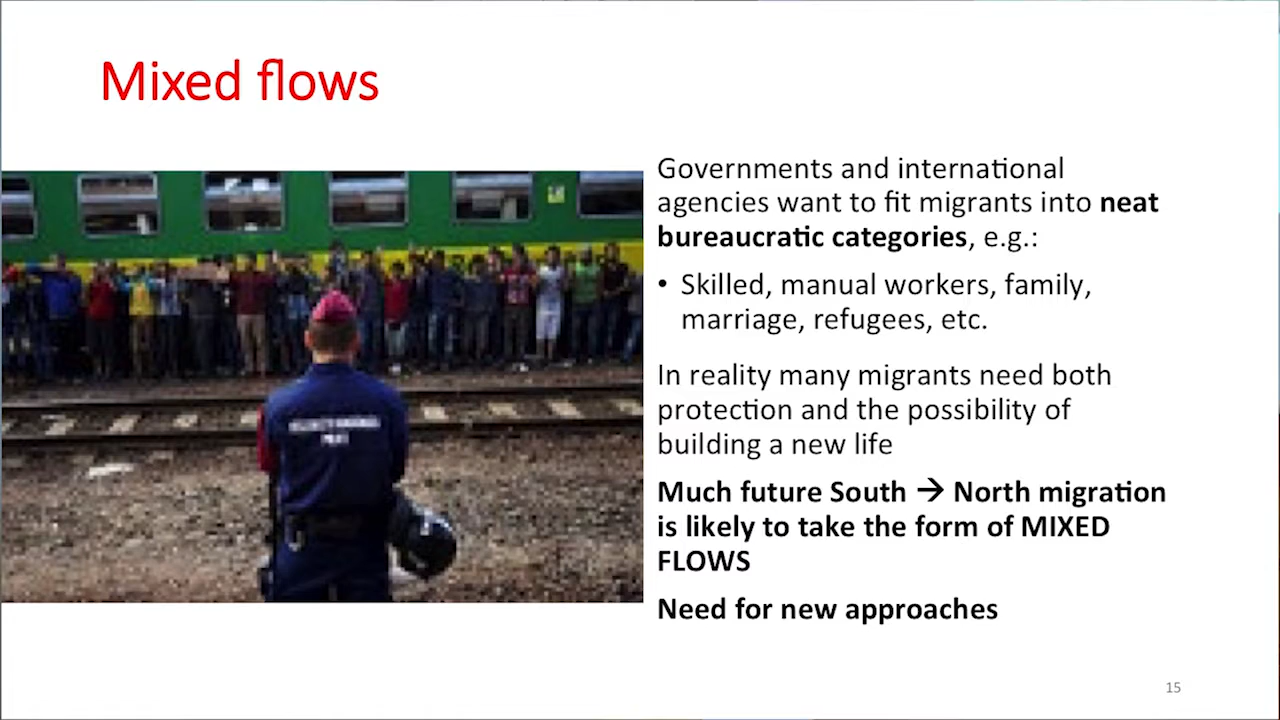 Mixed flows
Governments and international
agencies want to fit migrants into neat
bureaucratic categories, e.g.:
• Skilled, manual workers, family,
marriage, refugees, etc.
In reality many migrants need both
protection and the possibility of
building a new life
Much future South → North migration
is likely to take the form of MIXED
FLOWS
Need for new approaches
15